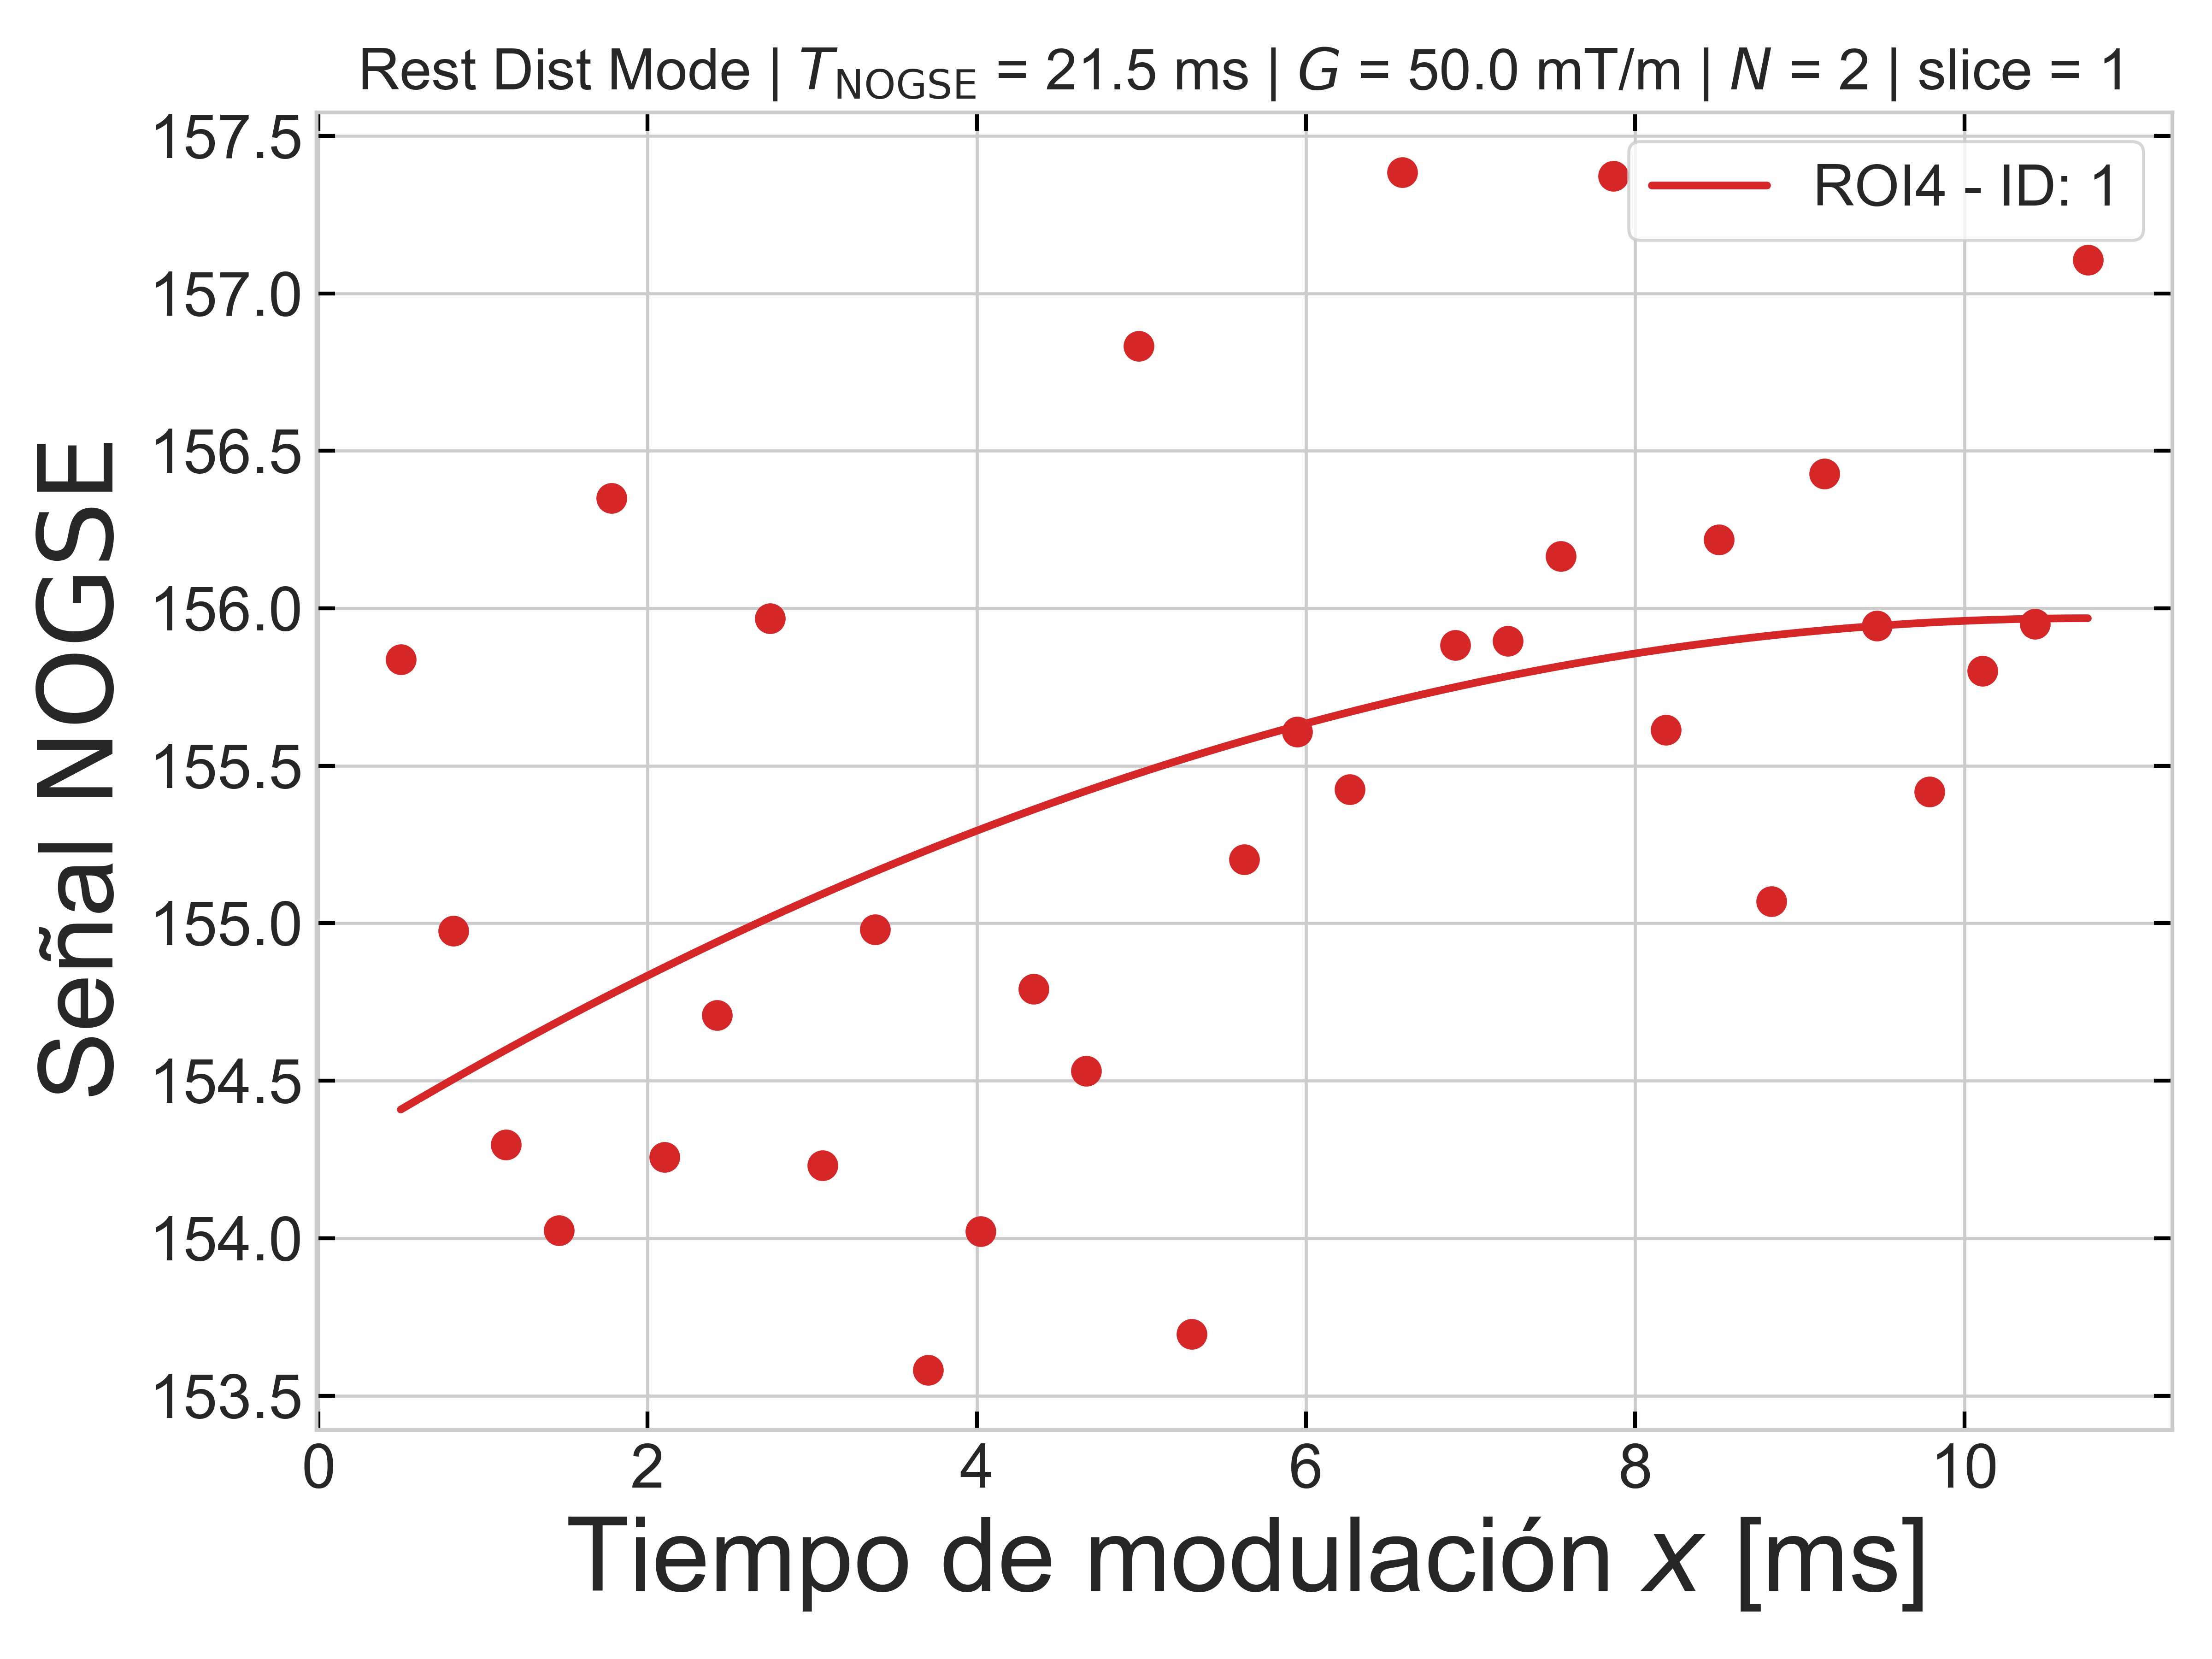 Rest Dist Mode | T_NOGSE = 21.5 ms | G = 50.0 mT/m | N = 2 | slice = 1
ROI4 - ID: 1
Señal NOGSE
157.5
157.0
156.5
156.0
155.5
155.0
154.5
154.0
153.5
0 2 4 6 8 10
Tiempo de modulación x [ms]